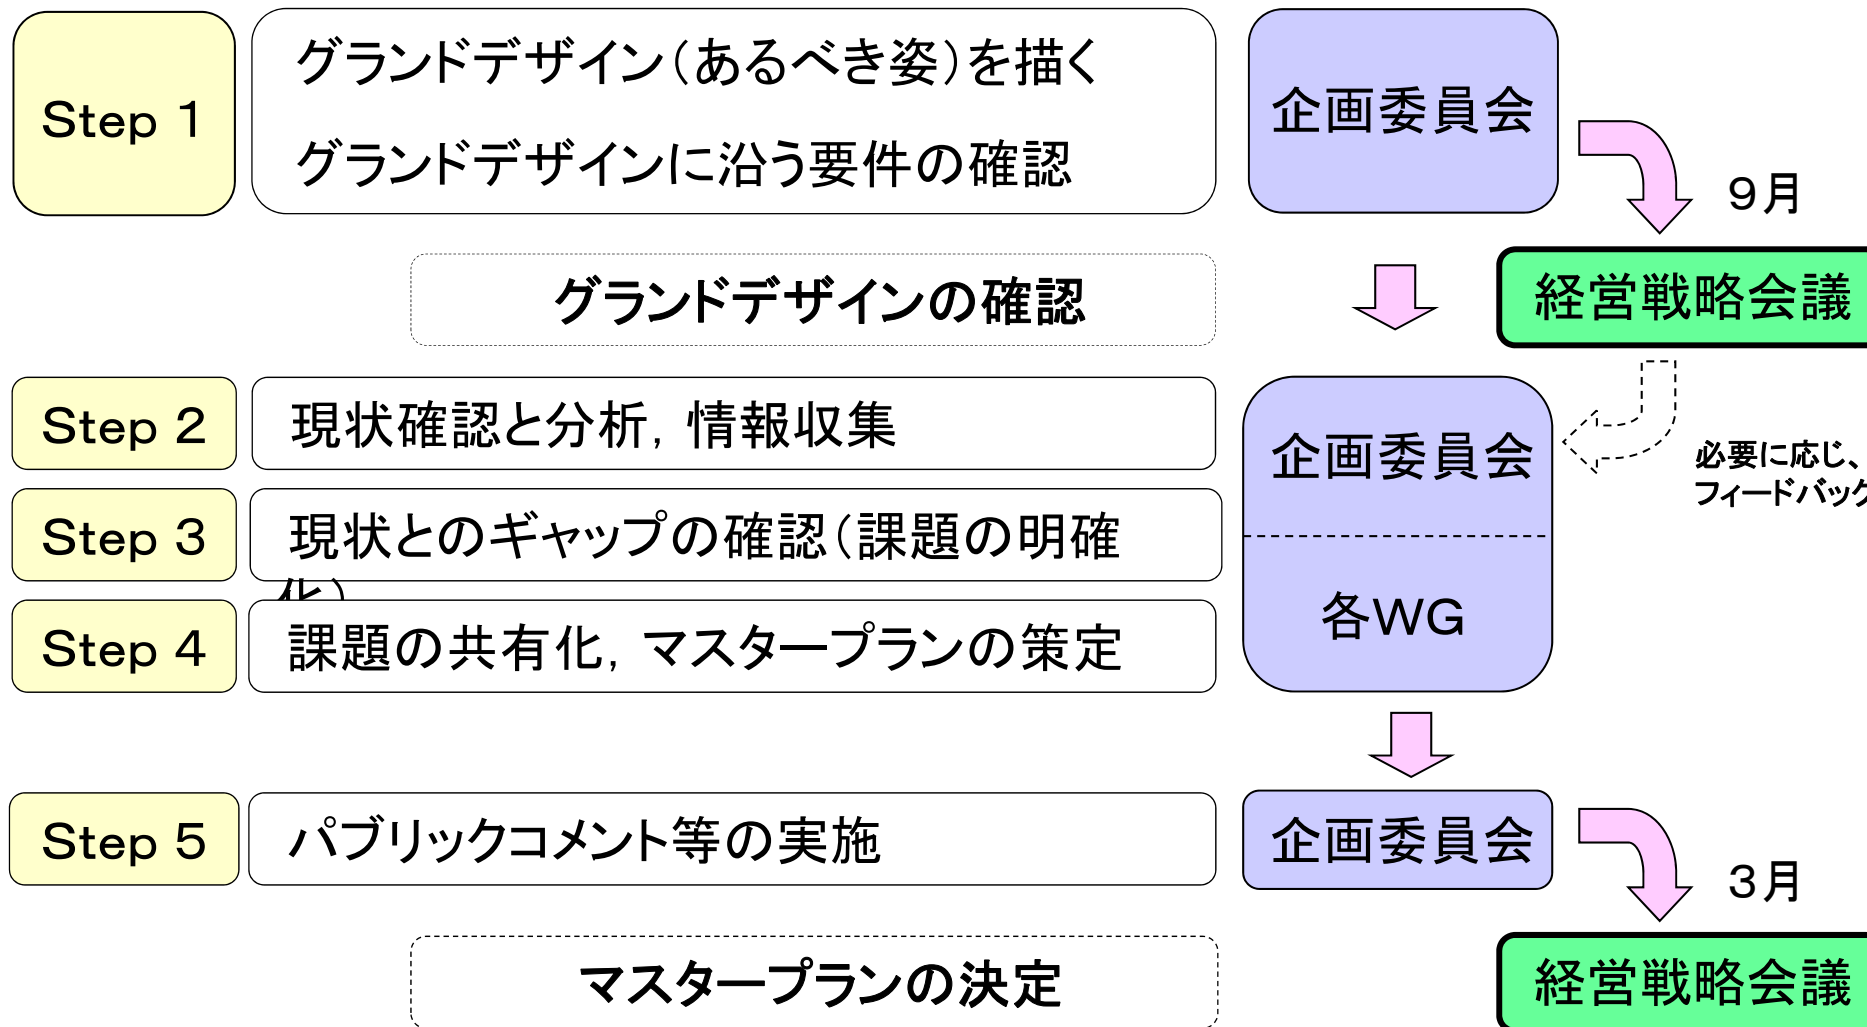 Step 1
グランドデザイン（あるべき姿）を描く
グランドデザインに沿う要件の確認
企画委員会
９月
グランドデザインの確認
経営戦略会議
Step 2
現状確認と分析，情報収集
企画委員会
必要に応じ、
フィードバック
Step 3
現状とのギャップの確認（課題の明確
化）
各WG
Step 4
課題の共有化，マスタープランの策定
Step 5
パブリックコメント等の実施
企画委員会
３月
マスタープランの決定
経営戦略会議